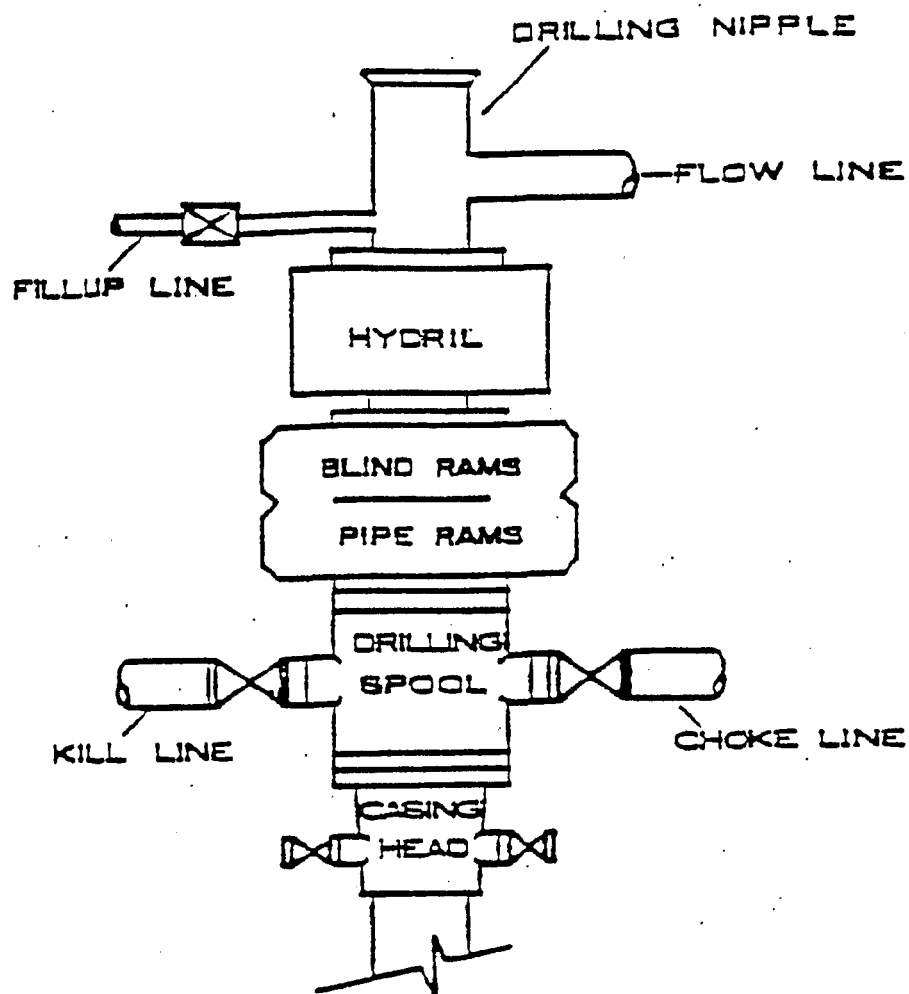 DRILLING NIPPLE
FLOW LINE
FILLUP LINE
HYDRIL
BLIND RAMS
PIPE RAMS
DRILLING
SPOOL
KILL LINE
CHOKE LINE
CASING
HEAD